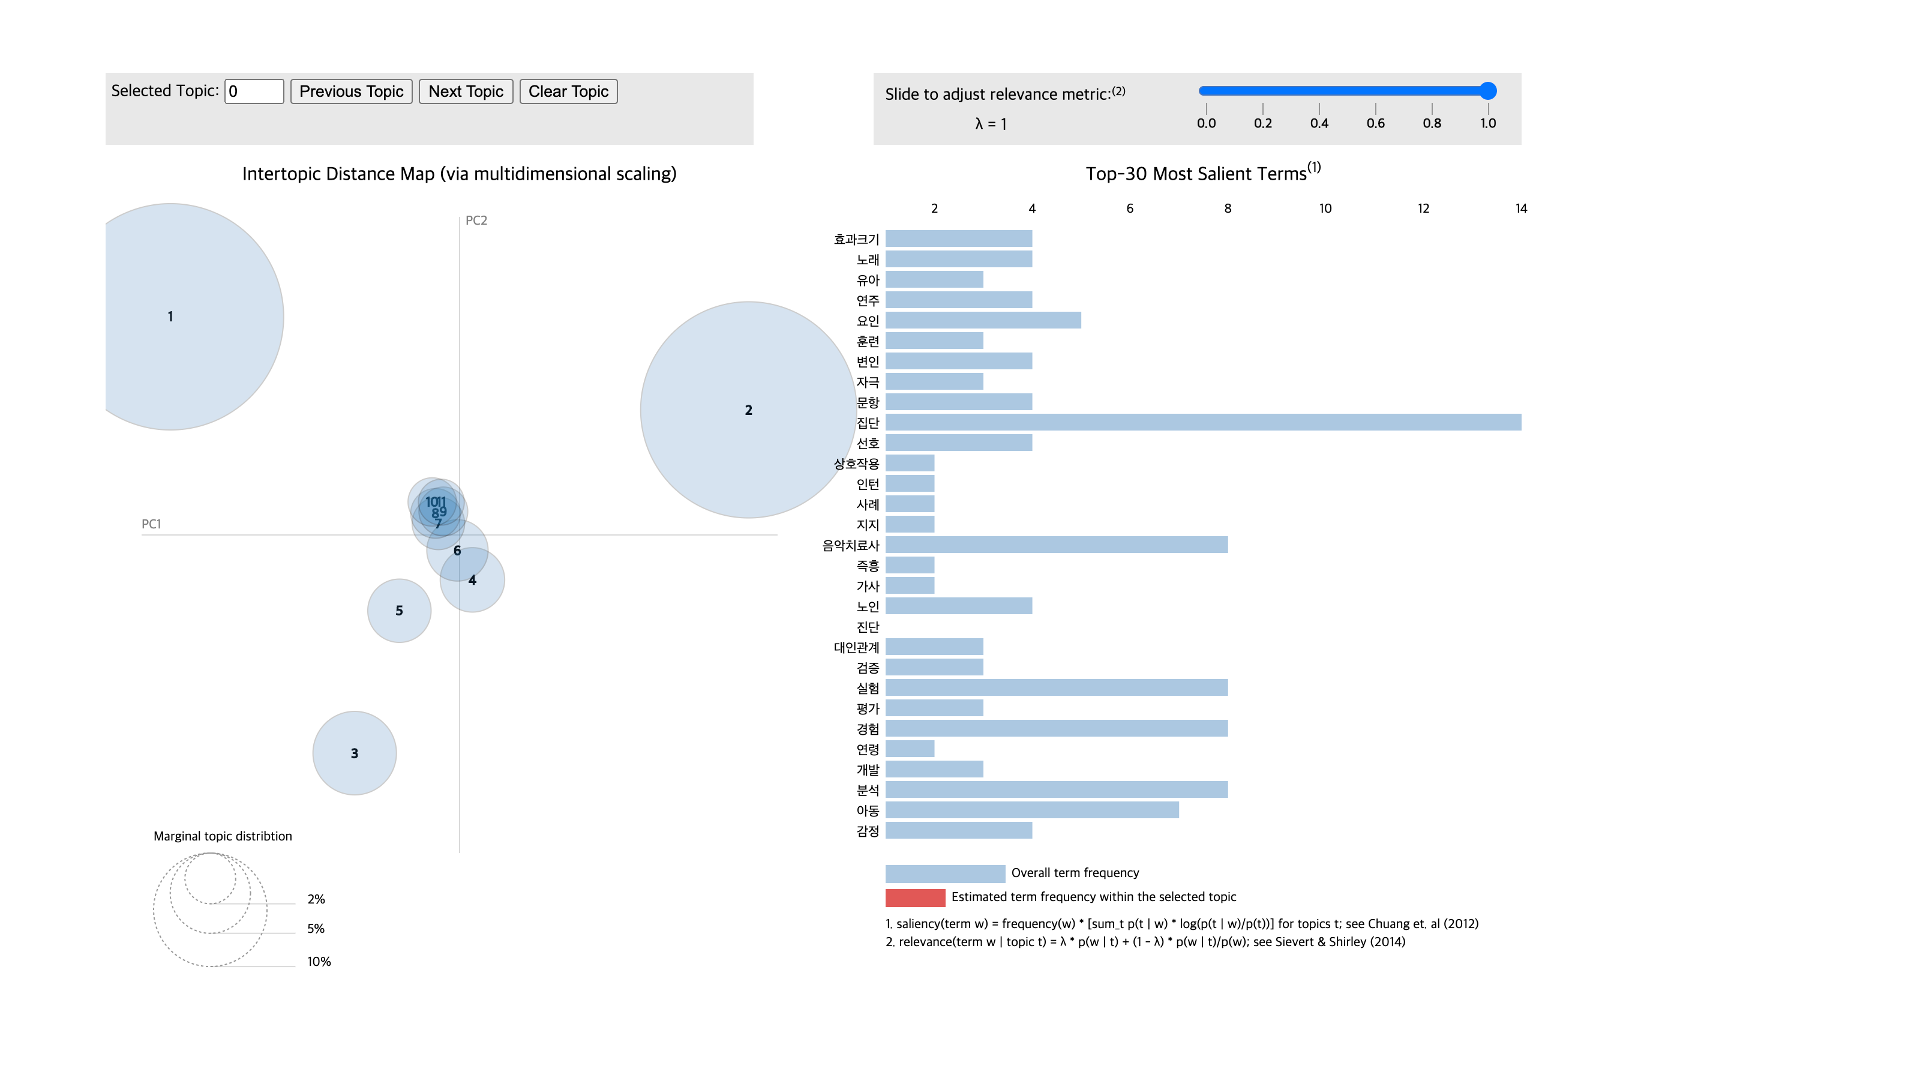 Selected Topic: 0 Previous Topic Next Topic Clear Topic
Slide to adjust relevance metric:(2)
λ = 1
0.0 0.2 0.4 0.6 0.8 1.0
Intertopic Distance Map (via multidimensional scaling)
PC2
PC1
1
2
10
11
8
9
7
6
4
5
3
Marginal topic distribtion
2%
5%
10%
Top-30 Most Salient Terms(1)
2 4 6 8 10 12 14
효과크기
노래
유아
연주
요인
훈련
변인
자극
문항
집단
선호
상호작용
인턴
사례
지지
음악치료사
즉흥
가사
노인
진단
대인관계
검증
실험
평가
경험
연령
개발
분석
아동
감정
Overall term frequency
Estimated term frequency within the selected topic
1. saliency(term w) = frequency(w) * [sum_t p(t | w) * log(p(t | w)/p(t))] for topics t; see Chuang et. al (2012)
2. relevance(term w | topic t) = λ * p(w | t) + (1 - λ) * p(w | t)/p(w); see Sievert & Shirley (2014)